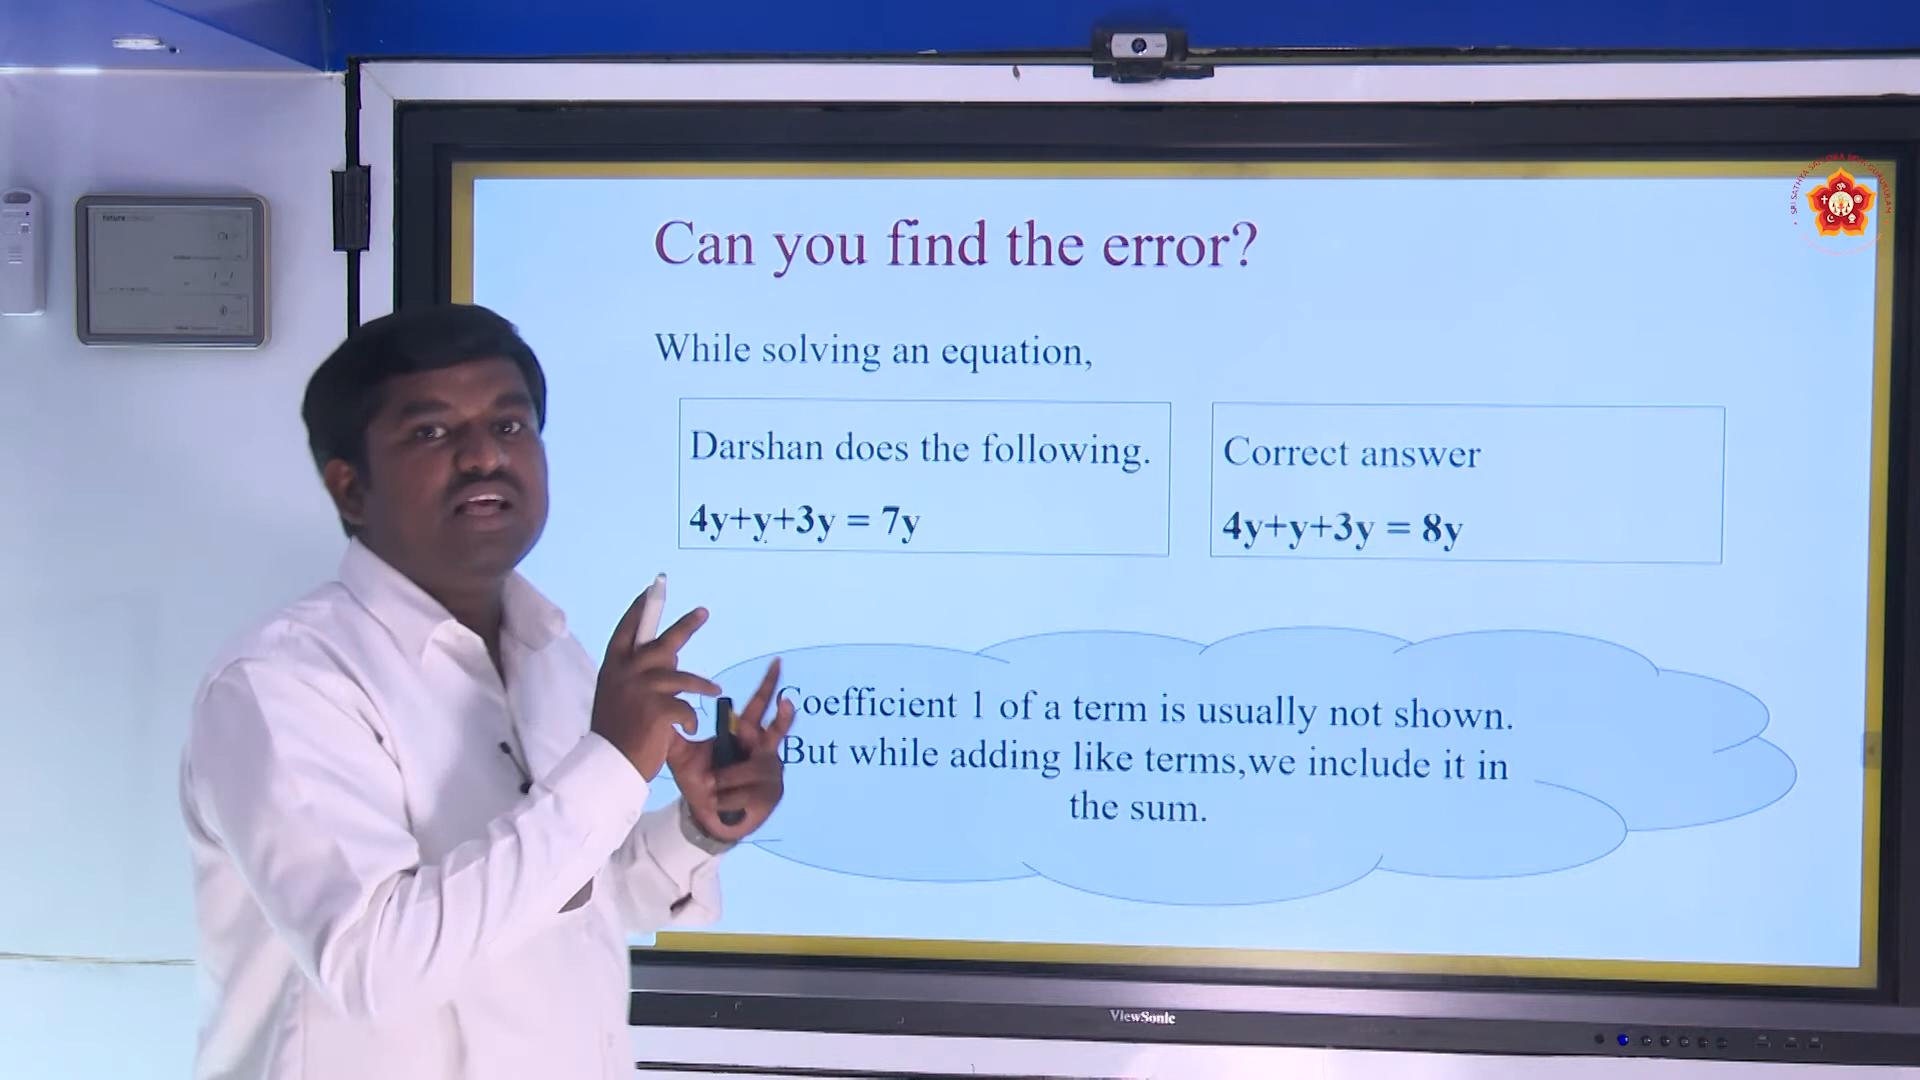 Can you find the error?
While solving an equation,
Darshan does the following.
4y+y+3y = 7y
Correct answer
4y+y+3y = 8y
Coefficient 1 of a term is usually not shown.
But while adding like terms,we include it in
the sum.
ViewSonic
future